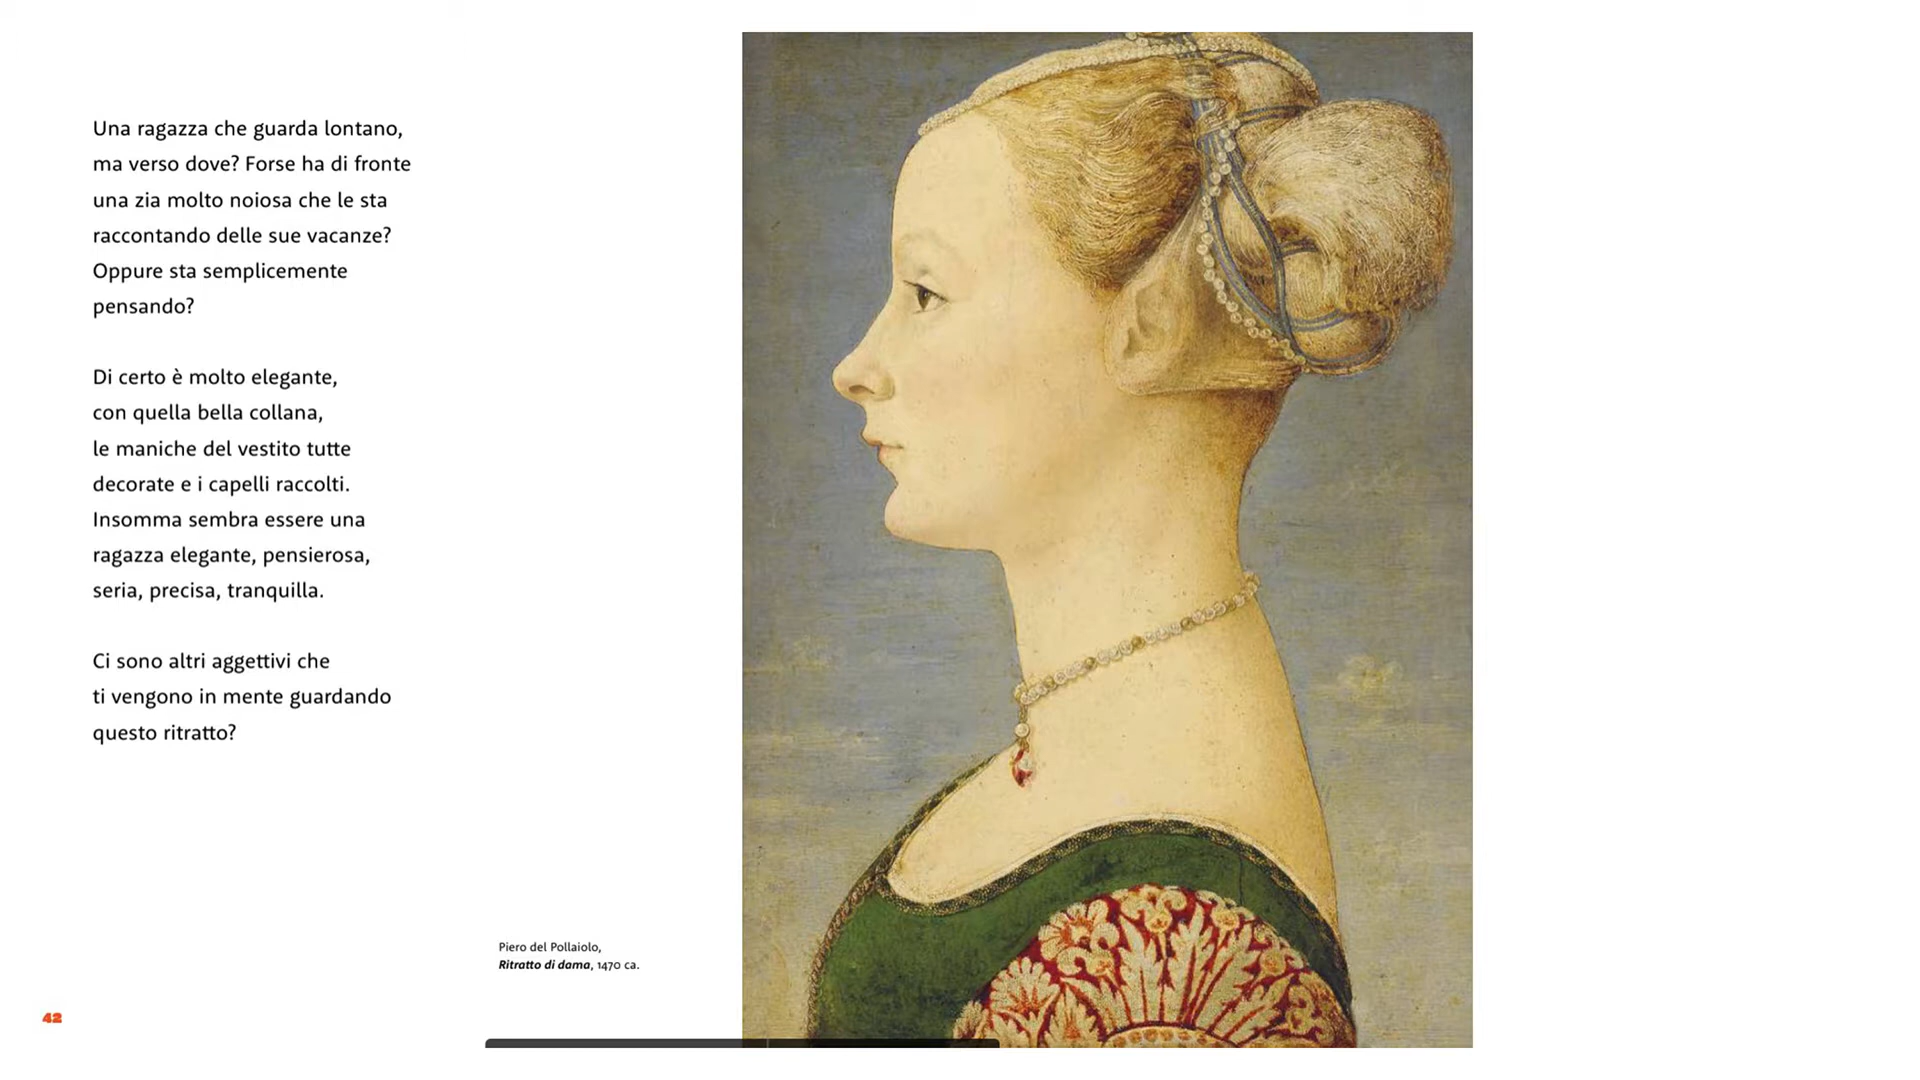 Una ragazza che guarda lontano,
ma verso dove? Forse ha di fronte
una zia molto noiosa che le sta
raccontando delle sue vacanze?
Oppure sta semplicemente
pensando?
Di certo è molto elegante,
con quella bella collana,
le maniche del vestito tutte
decorate e i capelli raccolti.
Insomma sembra essere una
ragazza elegante, pensierosa,
seria, precisa, tranquilla.
Ci sono altri aggettivi che
ti vengono in mente guardando
questo ritratto?
Piero del Pollaiolo,
Ritratto di dama, 1470 ca.
42